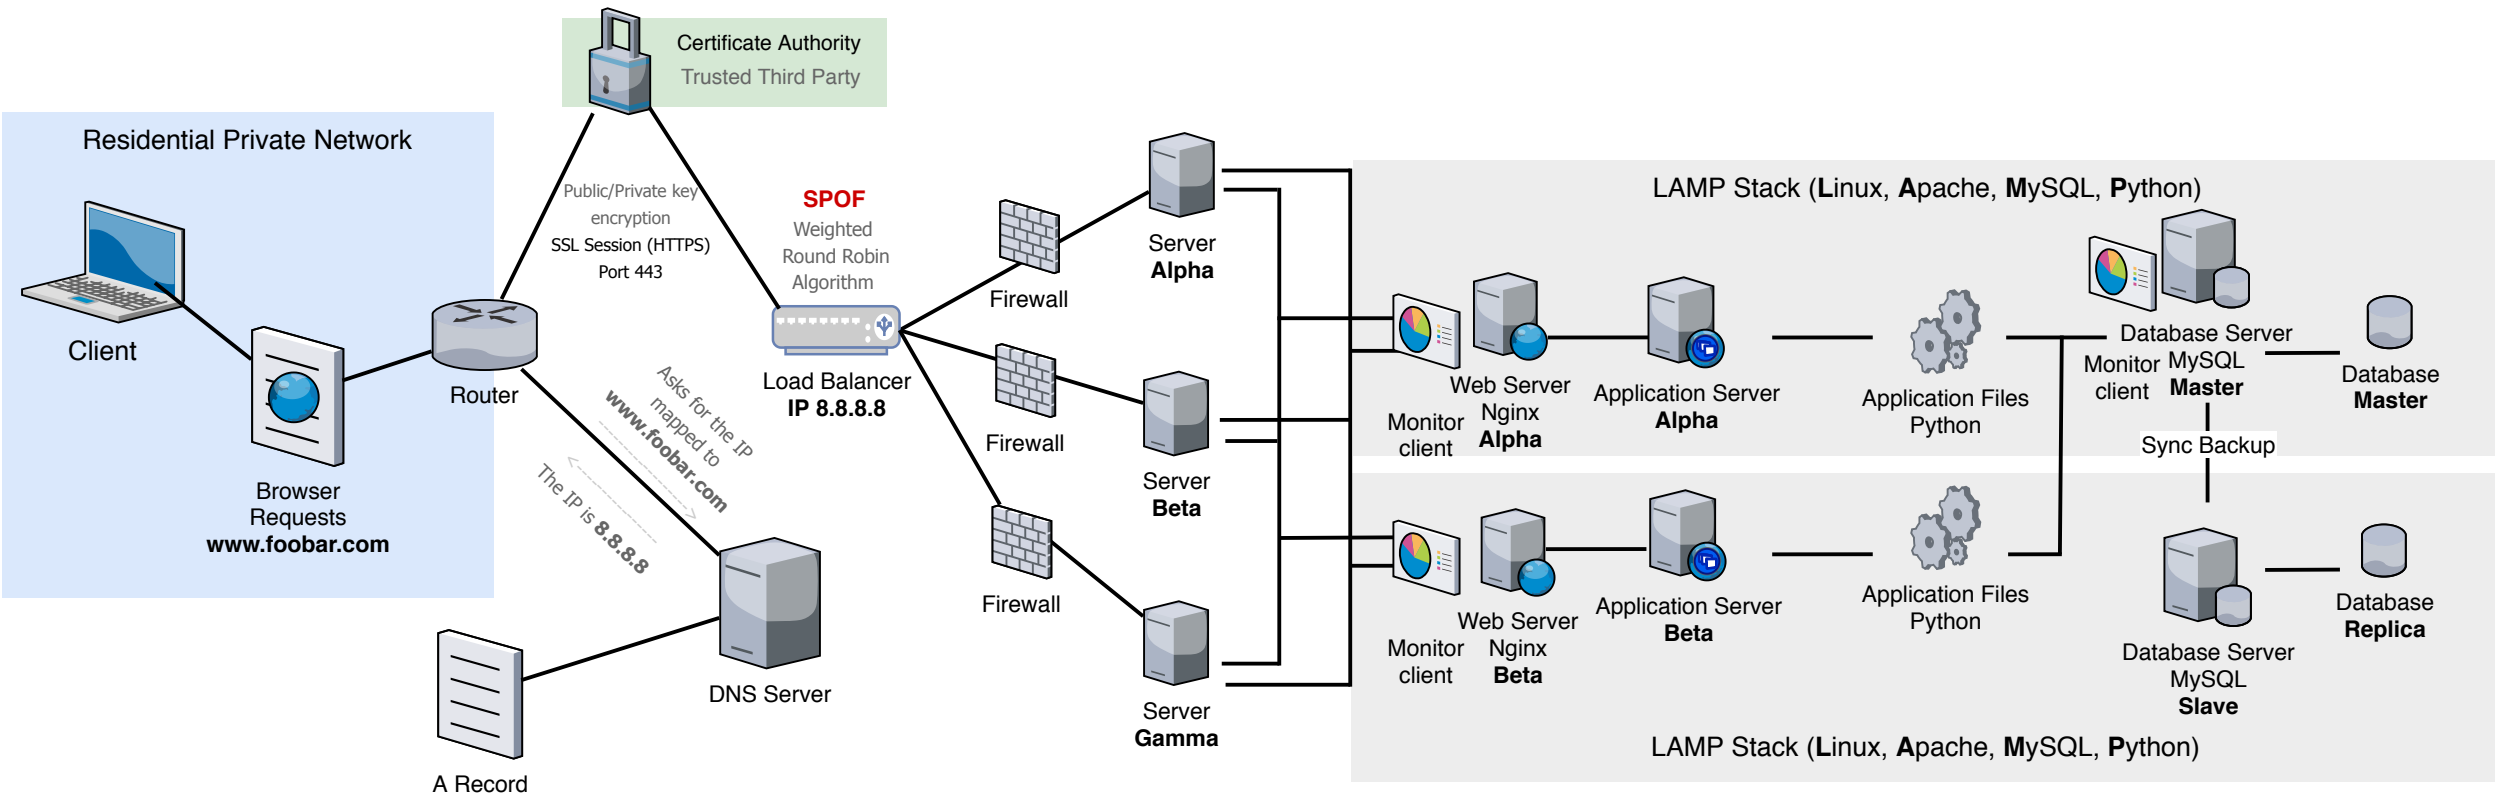 Certificate Authority
Trusted Third Party
Residential Private Network
Client
Browser
Requests
www.foobar.com
Router
Public/Private key
encryption
SSL Session (HTTPS)
Port 443
SPOF
Weighted
Round Robin
Algorithm
Load Balancer
IP 8.8.8.8
Asks for the IP
mapped to
www.foobar.com
The IP is 8.8.8.8
DNS Server
A Record
Firewall
Firewall
Firewall
Server
Alpha
Server
Beta
Server
Gamma
LAMP Stack (Linux, Apache, MySQL, Python)
Monitor
client
Web Server
Nginx
Alpha
Application Server
Alpha
Application Files
Python
Monitor
client
Database Server
MySQL
Master
Database
Master
Sync Backup
Monitor
client
Web Server
Nginx
Beta
Application Server
Beta
Application Files
Python
Database Server
MySQL
Slave
Database
Replica
LAMP Stack (Linux, Apache, MySQL, Python)